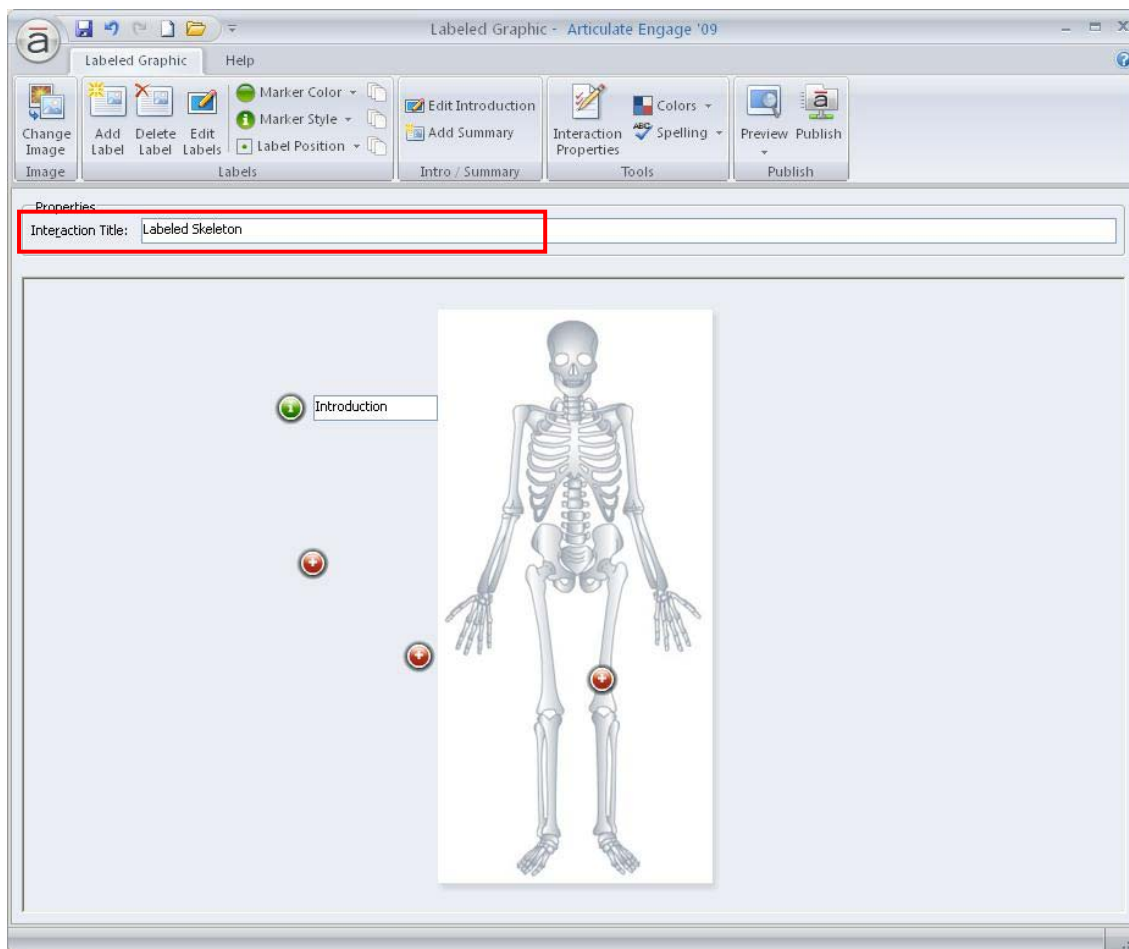 Labeled Graphic - Articulate Engage '09
ā
Labeled Graphic Help
Change Image
Add Label
Delete Label
Edit Labels
Marker Color
Marker Style
Label Position
Edit Introduction
Add Summary
Interaction Properties
Colors
ABC Spelling
Preview
Publish
Image Labels Intro / Summary Tools Publish
Properties
Interaction Title: Labeled Skeleton
Introduction